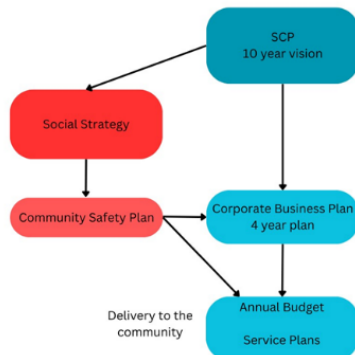 SCP
10 year vision
Social Strategy
Community Safety Plan
Corporate Business Plan
4 year plan
Delivery to the
community
Annual Budget
Service Plans